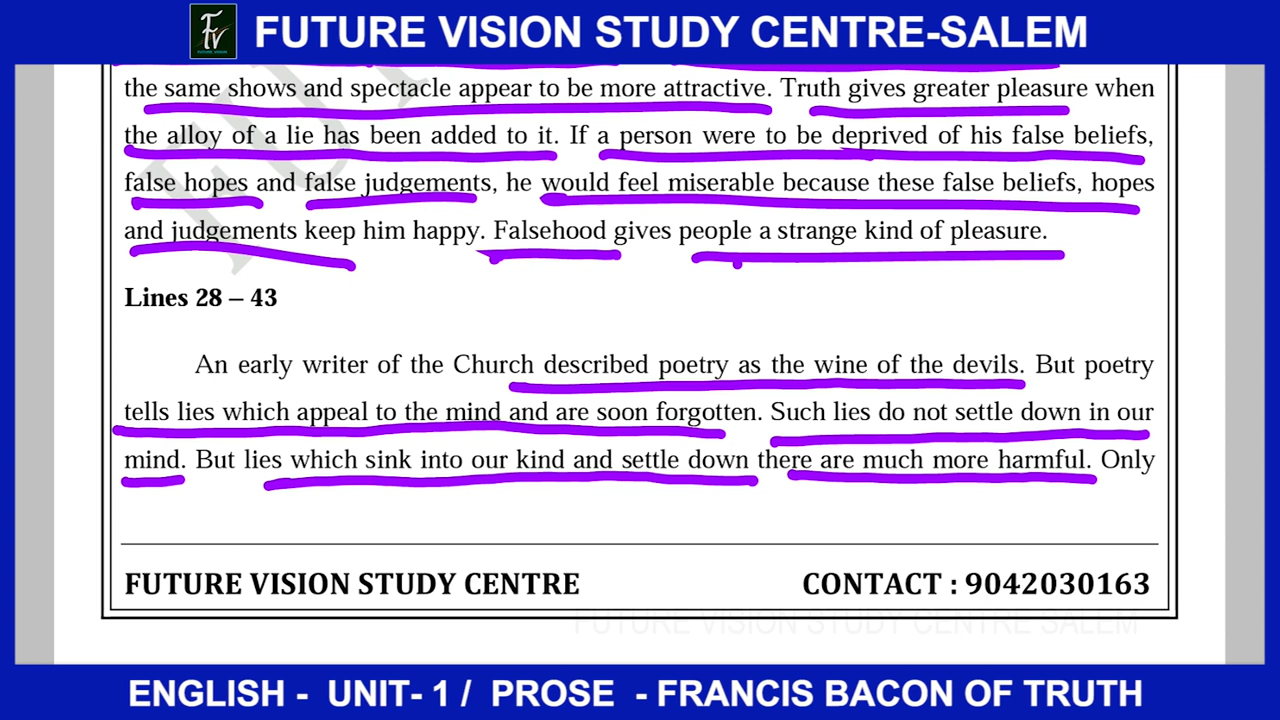 FV
FUTURE VISION
FUTURE VISION STUDY CENTRE-SALEM
the same shows and spectacle appear to be more attractive. Truth gives greater pleasure when
the alloy of a lie has been added to it. If a person were to be deprived of his false beliefs,
false hopes and false judgements, he would feel miserable because these false beliefs, hopes
and judgements keep him happy. Falsehood gives people a strange kind of pleasure.
Lines 28 – 43
An early writer of the Church described poetry as the wine of the devils. But poetry
tells lies which appeal to the mind and are soon forgotten. Such lies do not settle down in our
mind. But lies which sink into our kind and settle down there are much more harmful. Only
FUTURE VISION STUDY CENTRE CONTACT : 9042030163
FUTURE VISION STUDY CENTRE SALEM
ENGLISH - UNIT- 1 / PROSE - FRANCIS BACON OF TRUTH